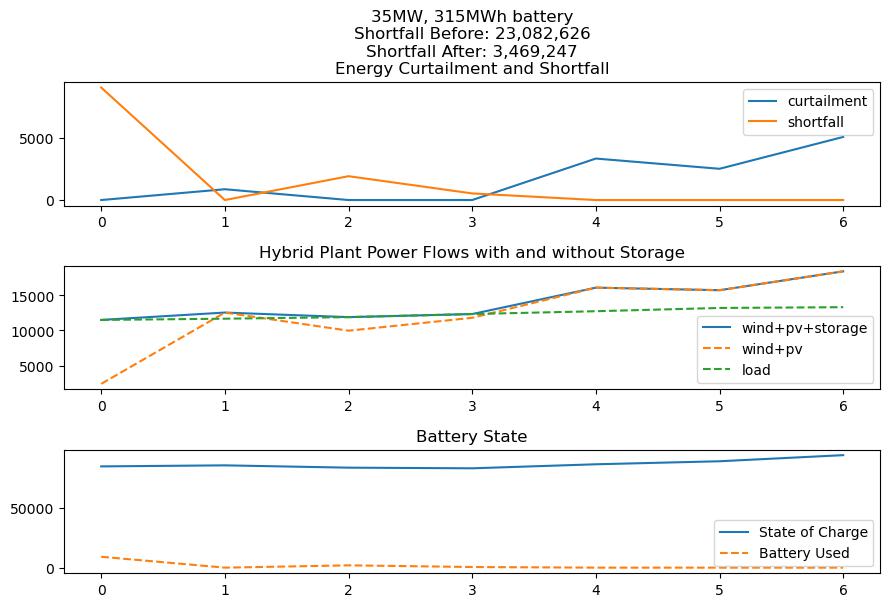 35MW, 315MWh battery
Shortfall Before: 23,082,626
Shortfall After: 3,469,247
Energy Curtailment and Shortfall
curtailment
shortfall
5000
0
0 1 2 3 4 5 6
Hybrid Plant Power Flows with and without Storage
15000
10000
5000
wind+pv+storage
wind+pv
load
0 1 2 3 4 5 6
Battery State
50000
0
State of Charge
Battery Used
0 1 2 3 4 5 6